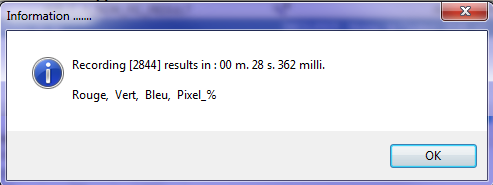 Information .......
Recording [2844] results in : 00 m. 28 s. 362 milli.
Rouge,  Vert,  Bleu,  Pixel_%
OK